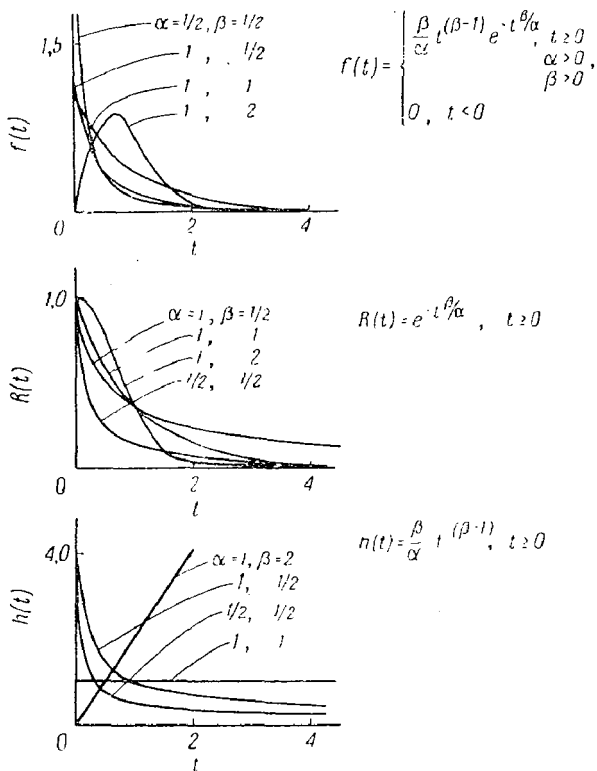 1,5
α=1/2, β=1/2
1 , 1/2
1 , 1
1 , 2
f(t)
0
2
4
t
f(t)= { β/α t^(β-1) e^-t^β/α, t≥0
α>0,
β>0
0, t<0
1,0
α=1, β=1/2
1, 1
1, 2
1/2, 1/2
R(t)
0
2
4
t
R(t)=e^-t^β/α , t≥0
4,0
α=1, β=2
1, 1/2
1/2, 1/2
1, 1
h(t)
0
2
4
t
h(t)=β/α t^(β-1), t≥0